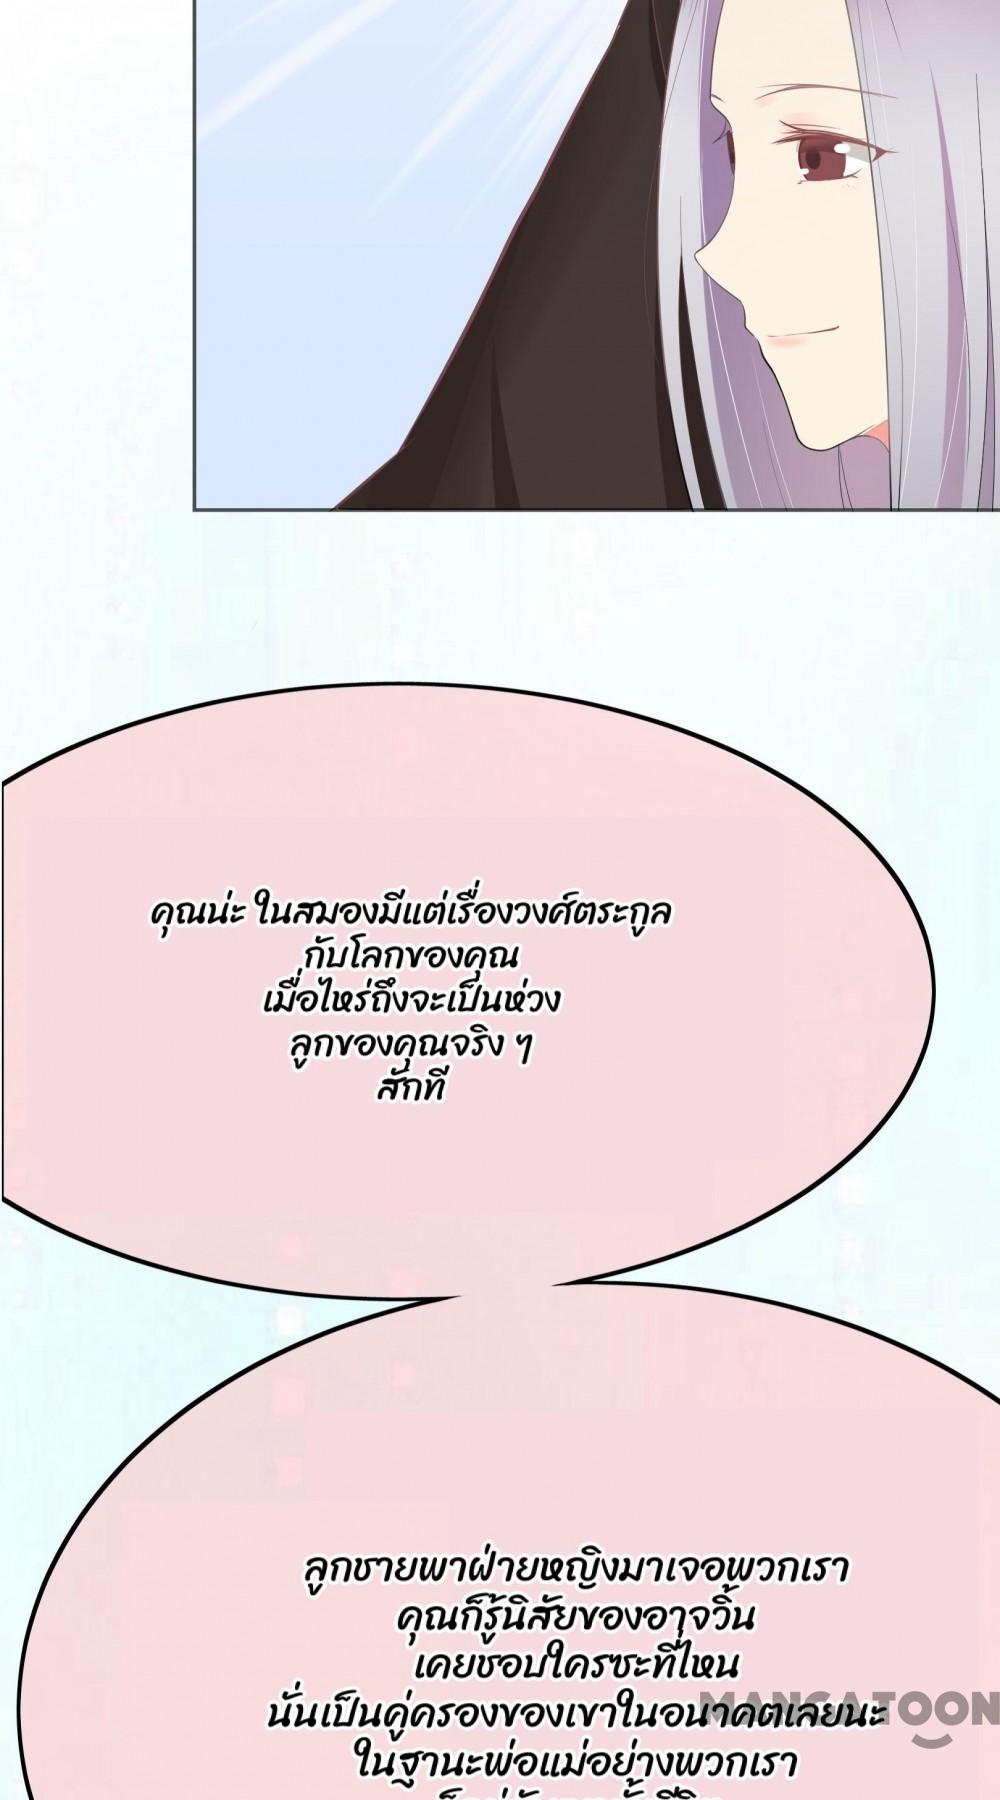 คุณน่ะ ในสมองมีแต่เรื่องวงศ์ตระกูล
กับโลกของคุณ
เมื่อไหร่ถึงจะเป็นห่วง
ลูกของคุณจริง ๆ
สักที
ลูกชายพาฝ่ายหญิงมาเจอพวกเรา
คุณก็รู้นิสัยของอาจวิ้น
เคยชอบใครซะที่ไหน
นั่นเป็นคู่ครองของเขาในอนาคตเลยนะ
MANGATOON
ในฐานะพ่อแม่อย่างพวกเรา